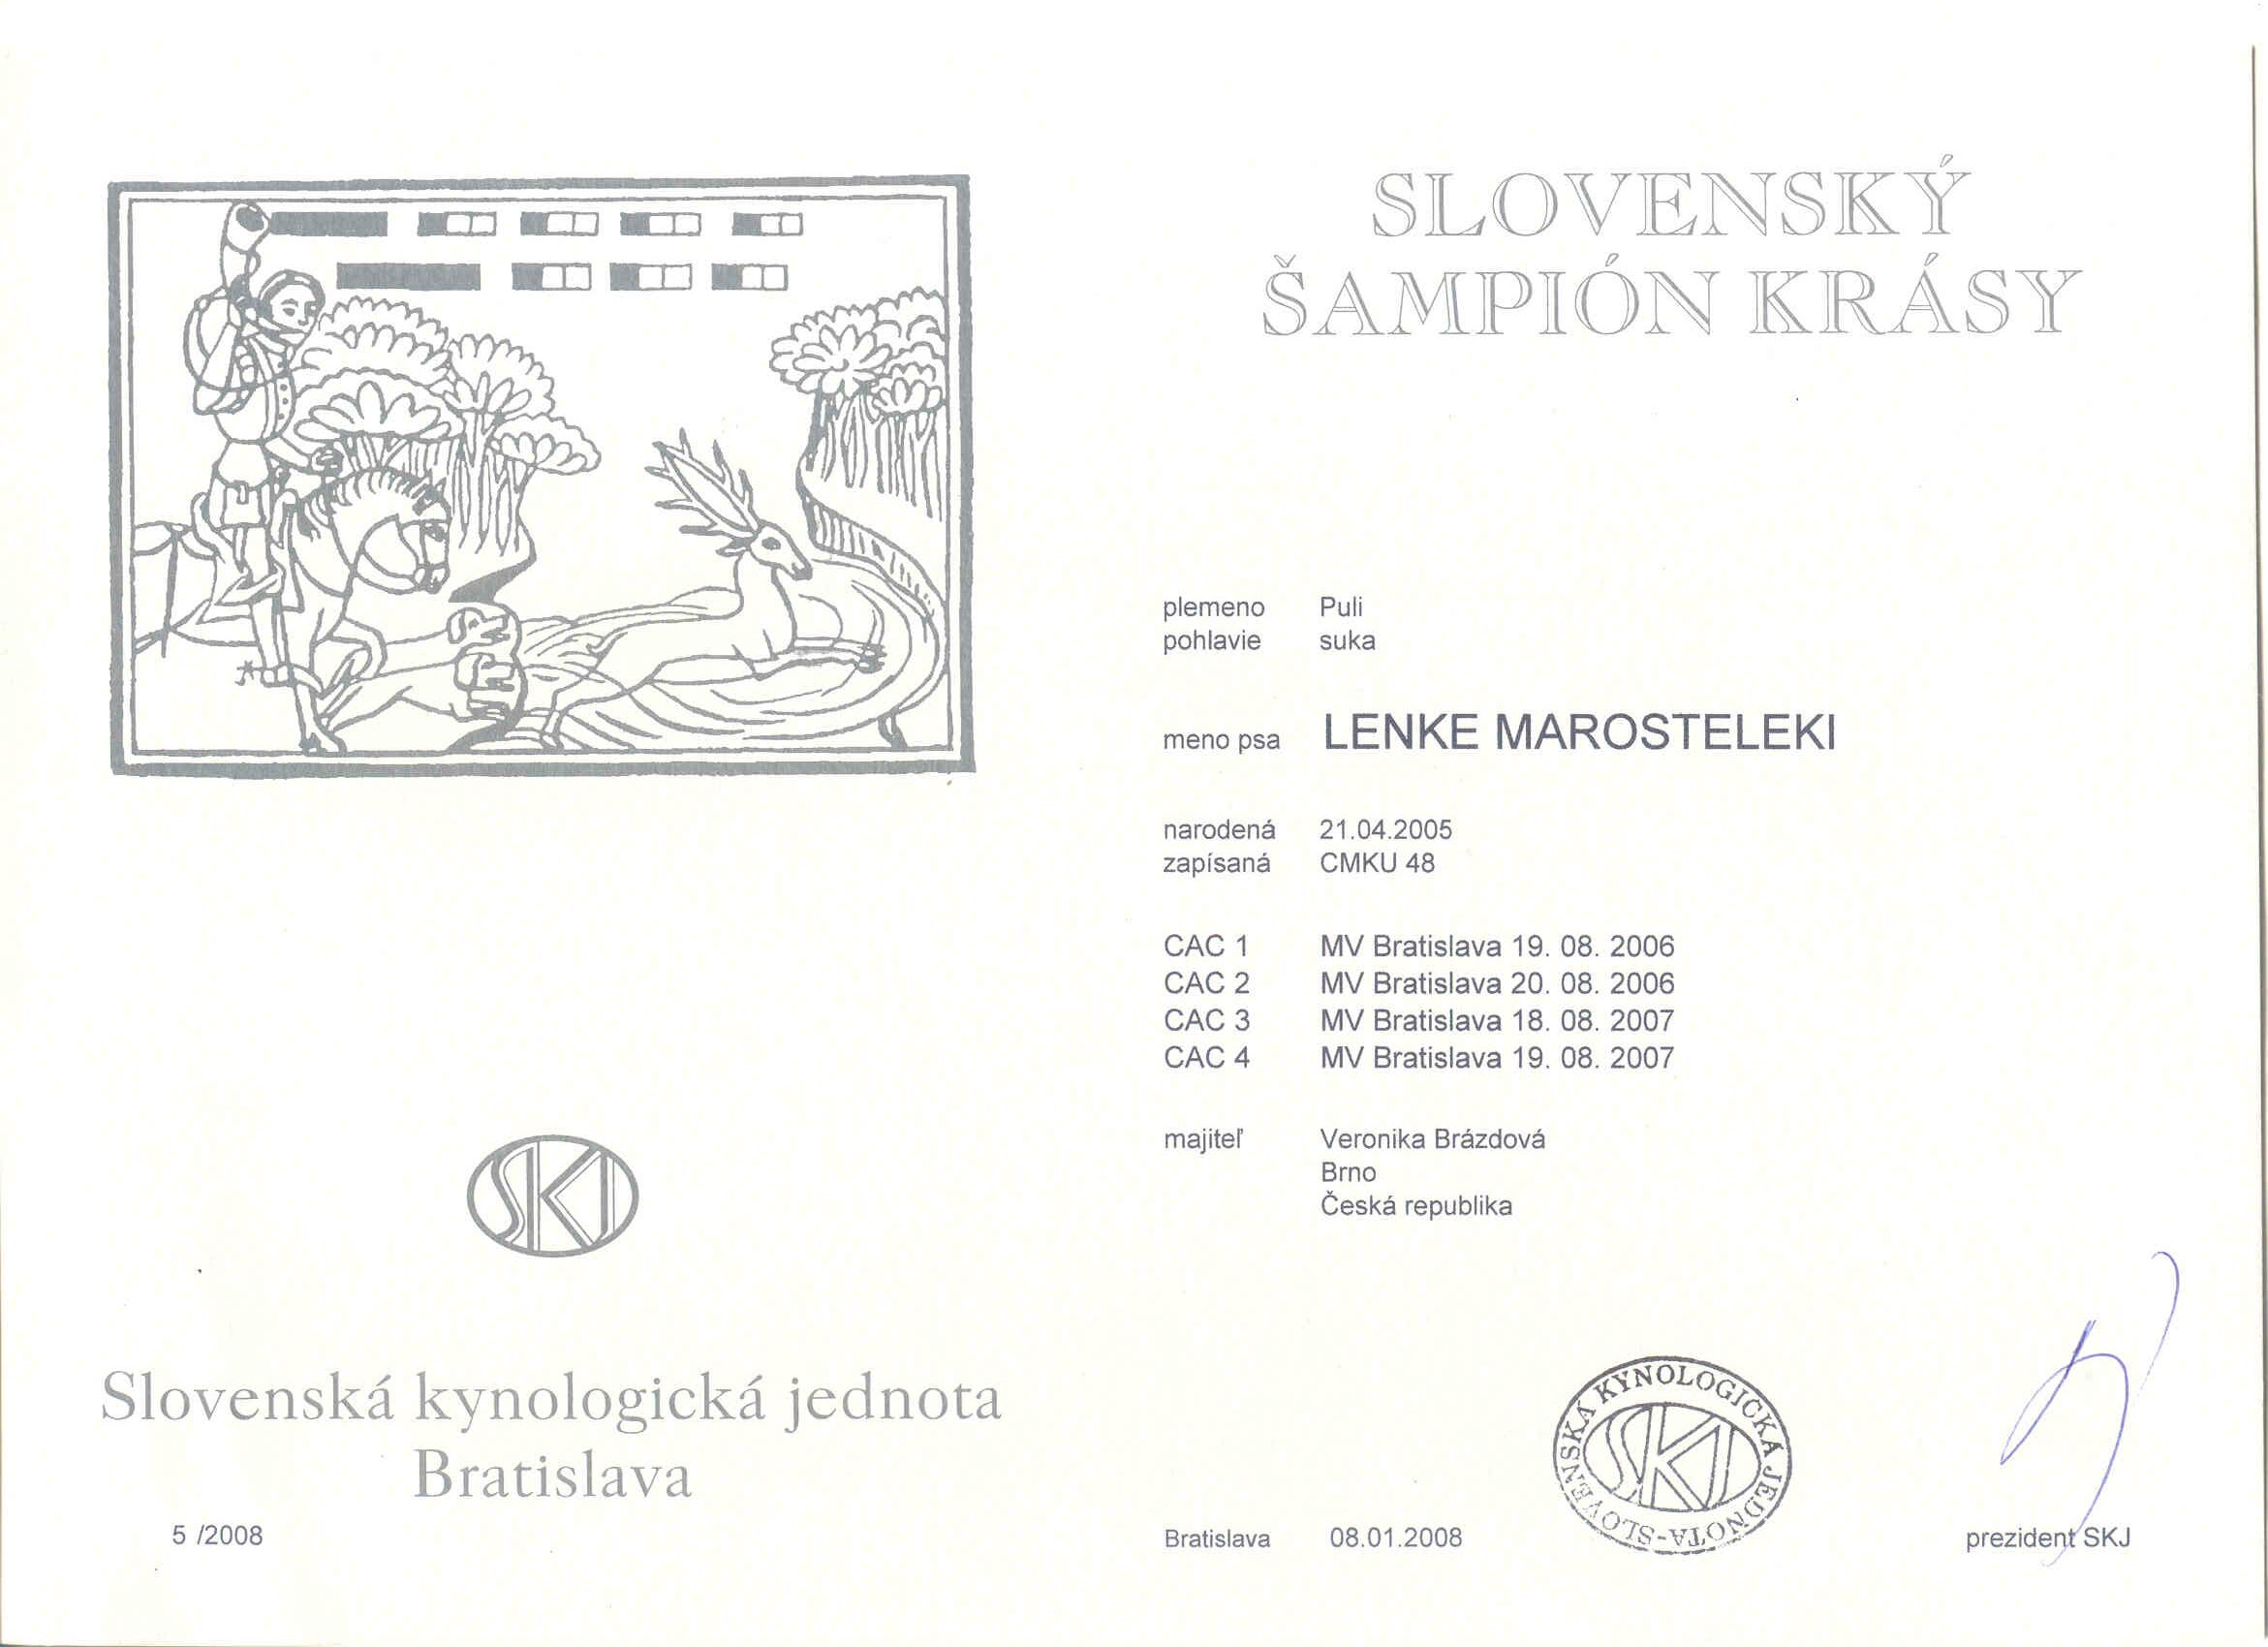 SKJ
Slovenská kynologická jednota
Bratislava
5 /2008
SLOVENSKÝ
ŠAMPIÓN KRÁSY
plemeno Puli
pohlavie suka
meno psa LENKE MAROSTELEKI
narodená 21.04.2005
zapísaná CMKU 48
CAC 1 MV Bratislava 19. 08. 2006
CAC 2 MV Bratislava 20. 08. 2006
CAC 3 MV Bratislava 18. 08. 2007
CAC 4 MV Bratislava 19. 08. 2007
majiteľ Veronika Brázdová
Brno
Česká republika
SLOVENSKÁ KYNOLOGICKÁ JEDNOTA
SKJ
Bratislava 08.01.2008
prezident SKJ